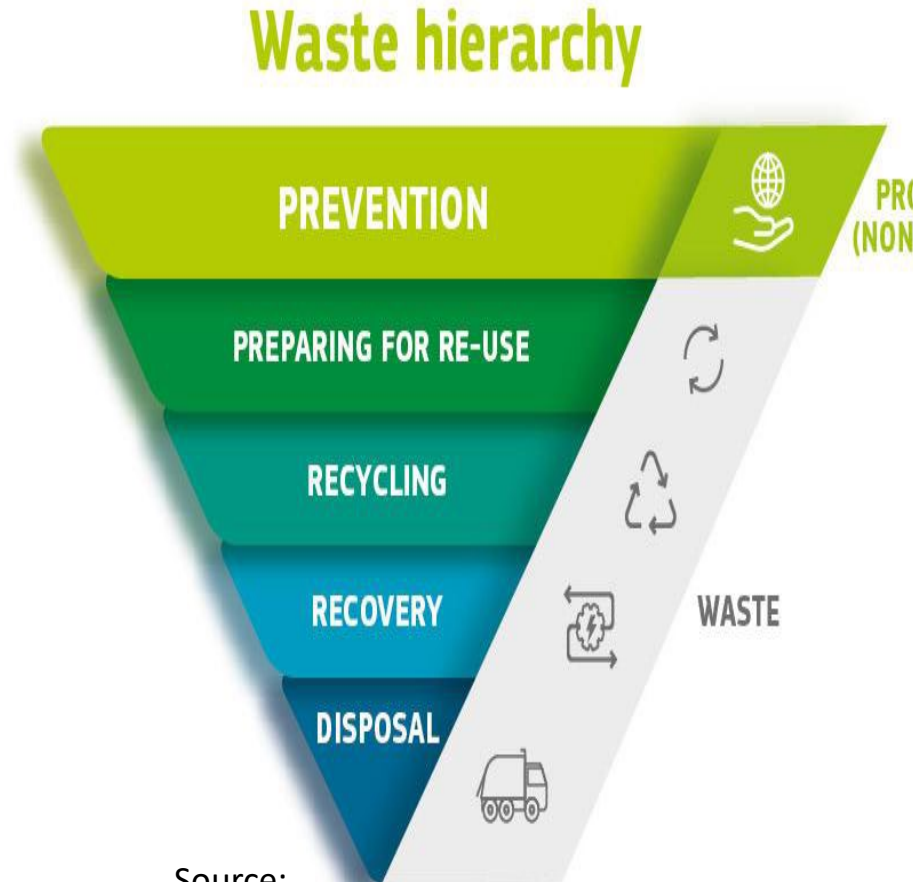 Waste hierarchy
PREVENTION
PREPARING FOR RE-USE
RECYCLING
RECOVERY
WASTE
DISPOSAL
Source: